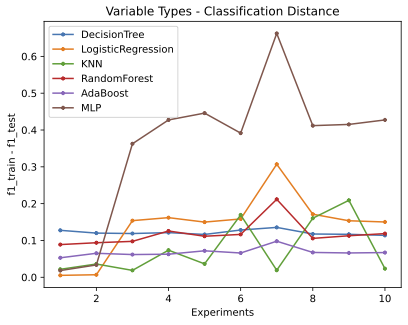 Variable Types - Classification Distance
DecisionTree
LogisticRegression
KNN
RandomForest
AdaBoost
MLP
f1_train - f1_test
0.6
0.5
0.4
0.3
0.2
0.1
0.0
2 4 6 8 10
Experiments